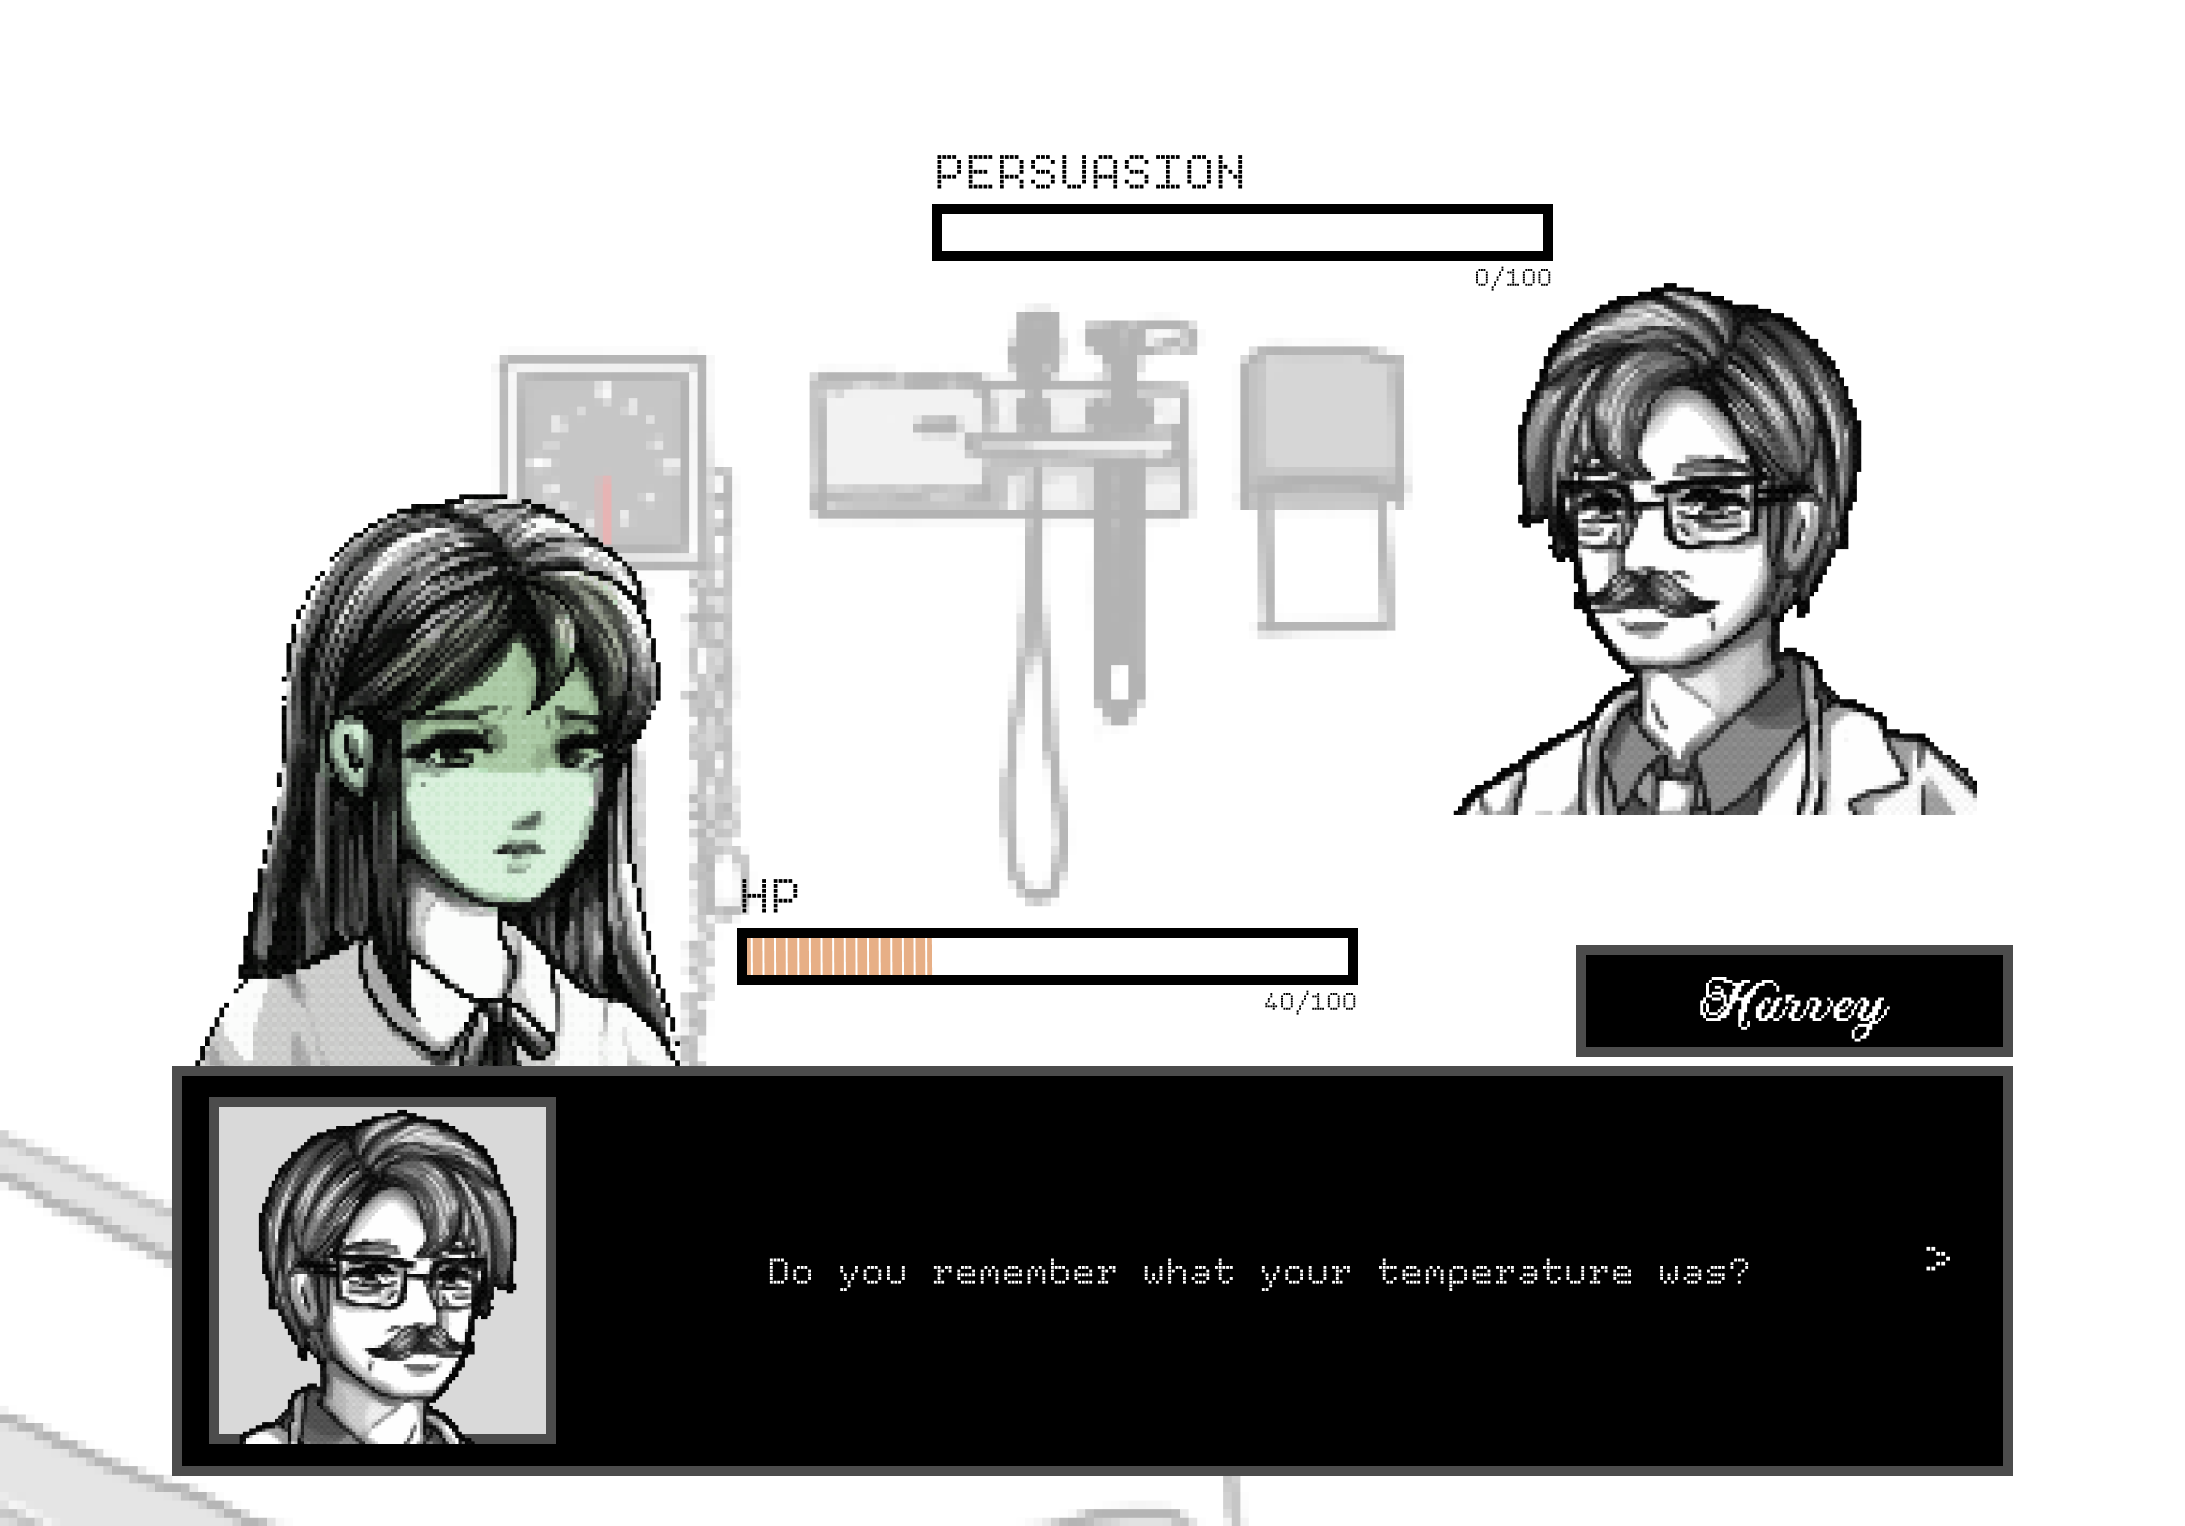 PERSUASION
0/100
HP
40/100
Harvey
Do you remember what your temperature was?
>